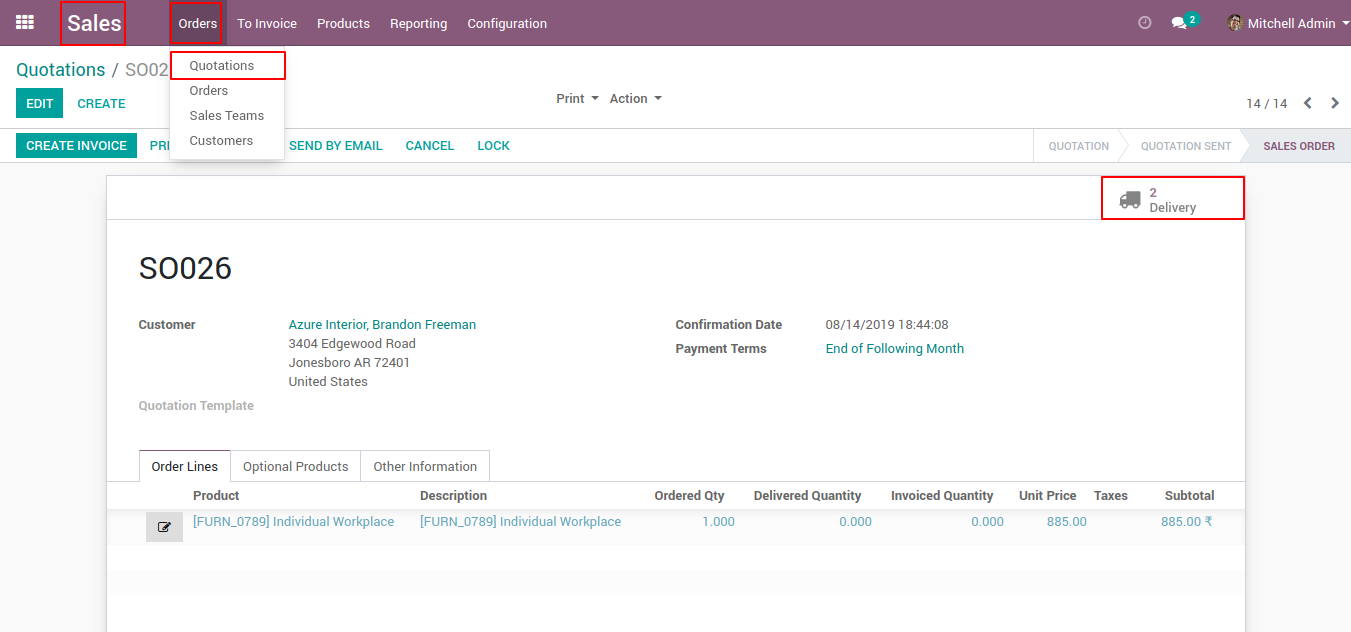 Sales Orders To Invoice Products Reporting Configuration 2 Mitchell Admin
Quotations / SO02
Quotations
Orders
Sales Teams
Customers
EDIT CREATE Print Action 14 / 14
CREATE INVOICE PRI SEND BY EMAIL CANCEL LOCK QUOTATION QUOTATION SENT SALES ORDER
2
Delivery
SO026
Customer Azure Interior, Brandon Freeman Confirmation Date 08/14/2019 18:44:08
3404 Edgewood Road Payment Terms End of Following Month
Jonesboro AR 72401
United States
Quotation Template
Order Lines Optional Products Other Information
Product Description Ordered Qty Delivered Quantity Invoiced Quantity Unit Price Taxes Subtotal
[FURN_0789] Individual Workplace [FURN_0789] Individual Workplace 1.000 0.000 0.000 885.00 885.00 ₹